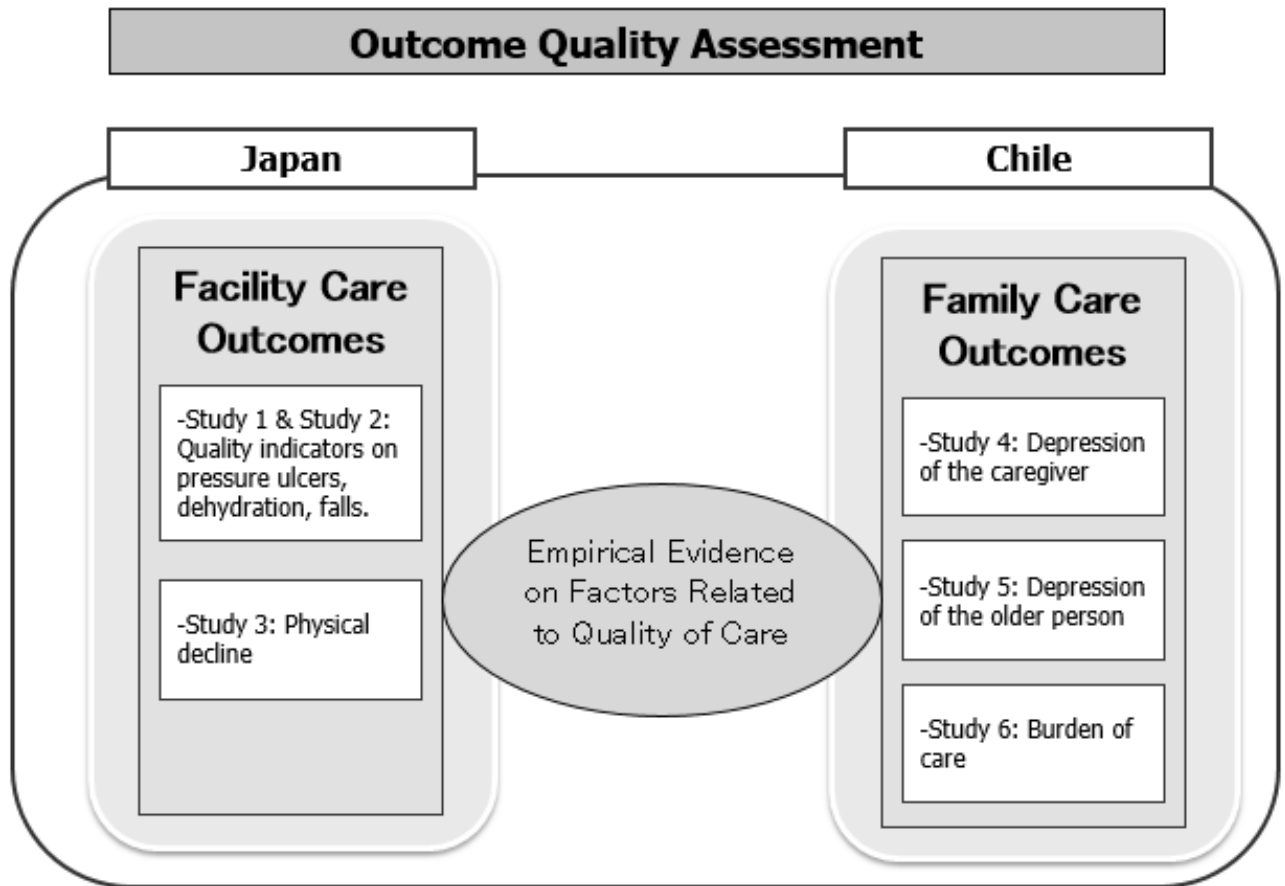 Outcome Quality Assessment
Japan
Chile
Facility Care
Outcomes
-Study 1 & Study 2:
Quality indicators on
pressure ulcers,
dehydration, falls.
-Study 3: Physical
decline
Empirical Evidence
on Factors Related
to Quality of Care
Family Care
Outcomes
-Study 4: Depression
of the caregiver
-Study 5: Depression
of the older person
-Study 6: Burden of
care